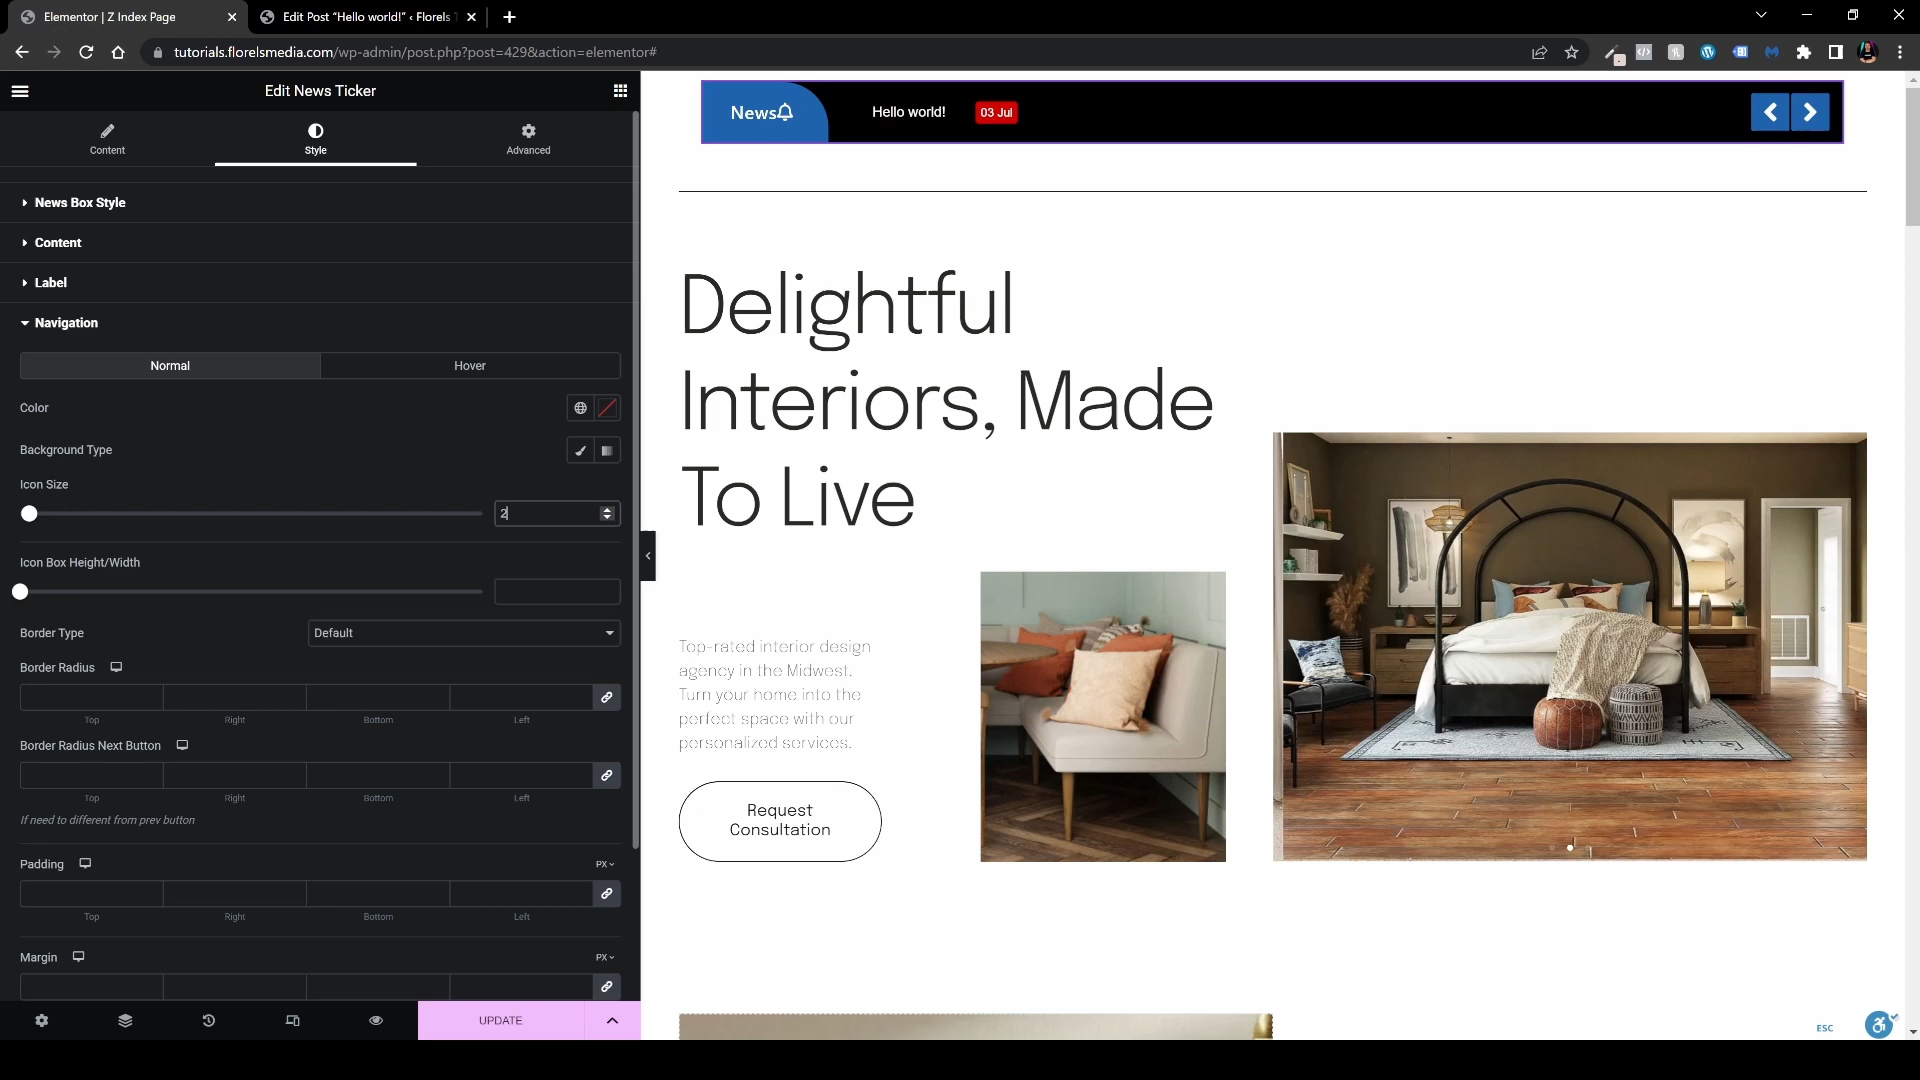 Elementor | Z Index Page
Edit Post “Hello world!” ‹ Florels T
tutorials.florelsmedia.com/wp-admin/post.php?post=429&action=elementor#
Edit News Ticker
Content
Style
Advanced
News Box Style
Content
Label
Navigation
Normal
Hover
Color
Background Type
Icon Size
2
Icon Box Height/Width
Border Type
Default
Border Radius
Top
Right
Bottom
Left
Border Radius Next Button
Top
Right
Bottom
Left
If need to different from prev button
Padding
PX
Top
Right
Bottom
Left
Margin
PX
UPDATE
News
Hello world!
03 Jul
Delightful
Interiors, Made
To Live
Top-rated interior design
agency in the Midwest.
Turn your home into the
perfect space with our
personalized services.
Request
Consultation
ESC